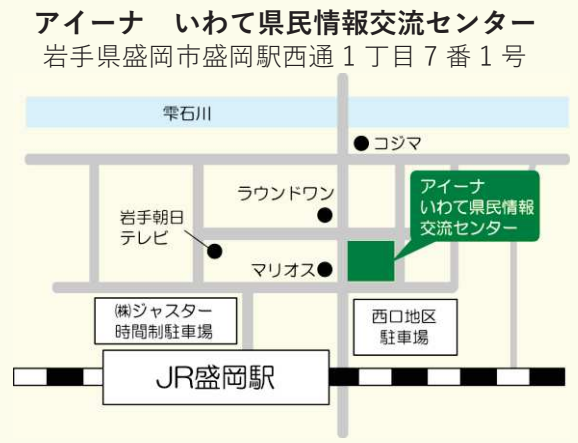 アイーナ　いわて県民情報交流センター
岩手県盛岡市盛岡駅西通１丁目７番１号
雫石川
コジマ
アイーナ
いわて県民情報
交流センター
ラウンドワン
岩手朝日
テレビ
マリオス
㈱ジャスター
時間制駐車場
西口地区
駐車場
JR盛岡駅